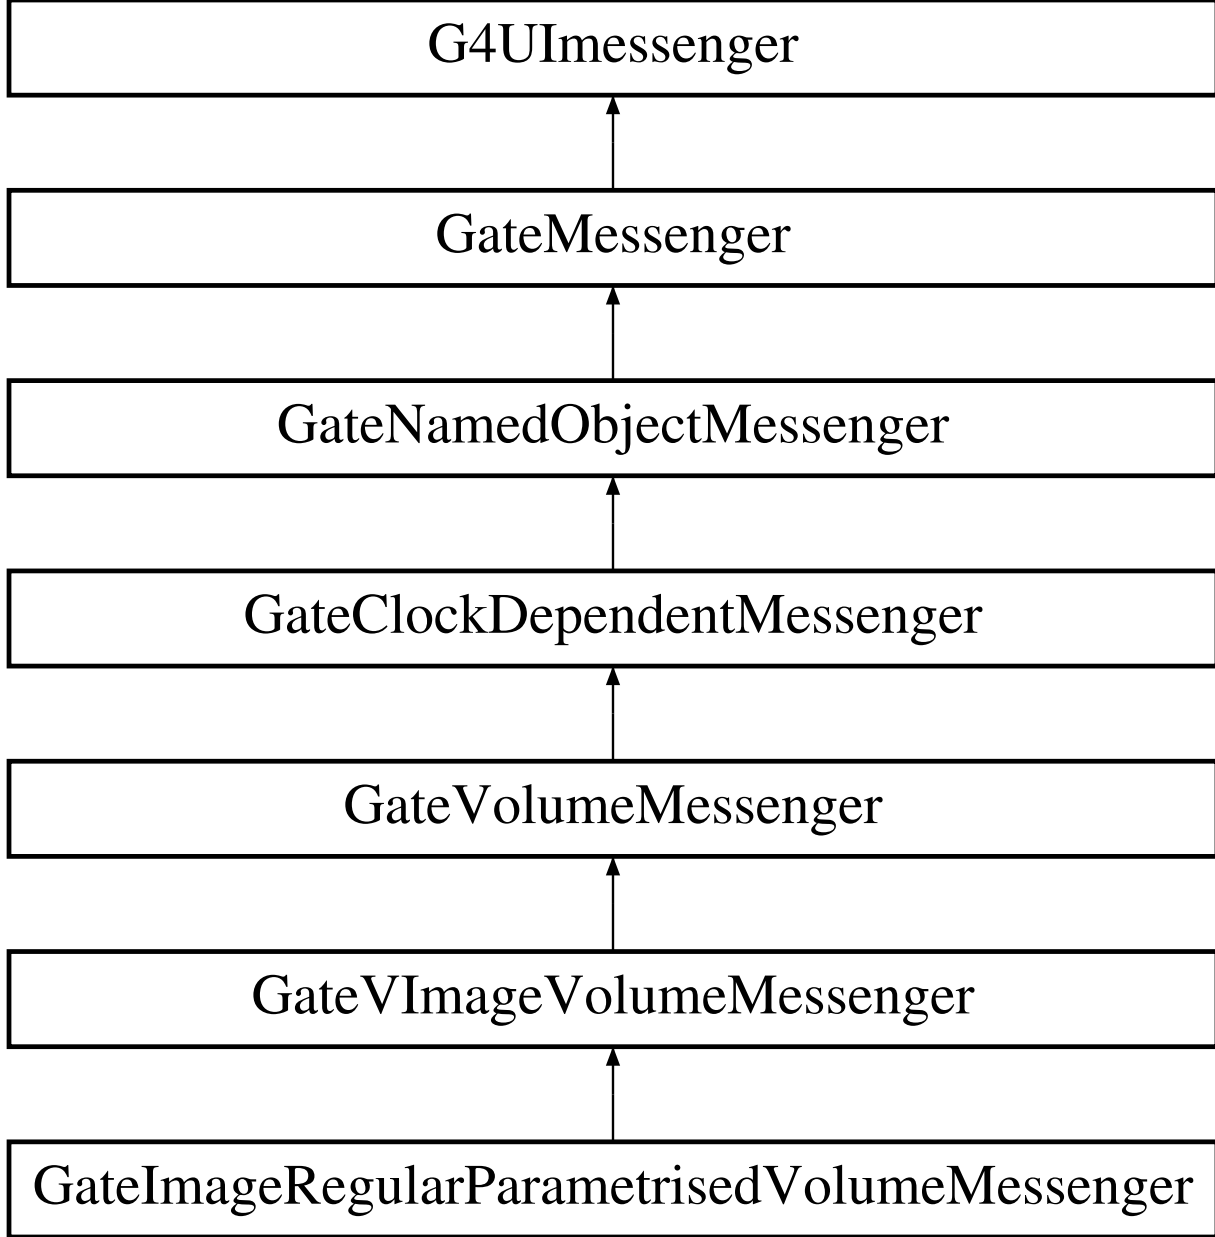 G4UImessenger
GateMessenger
GateNamedObjectMessenger
GateClockDependentMessenger
GateVolumeMessenger
GateVImageVolumeMessenger
GateImageRegularParametrisedVolumeMessenger